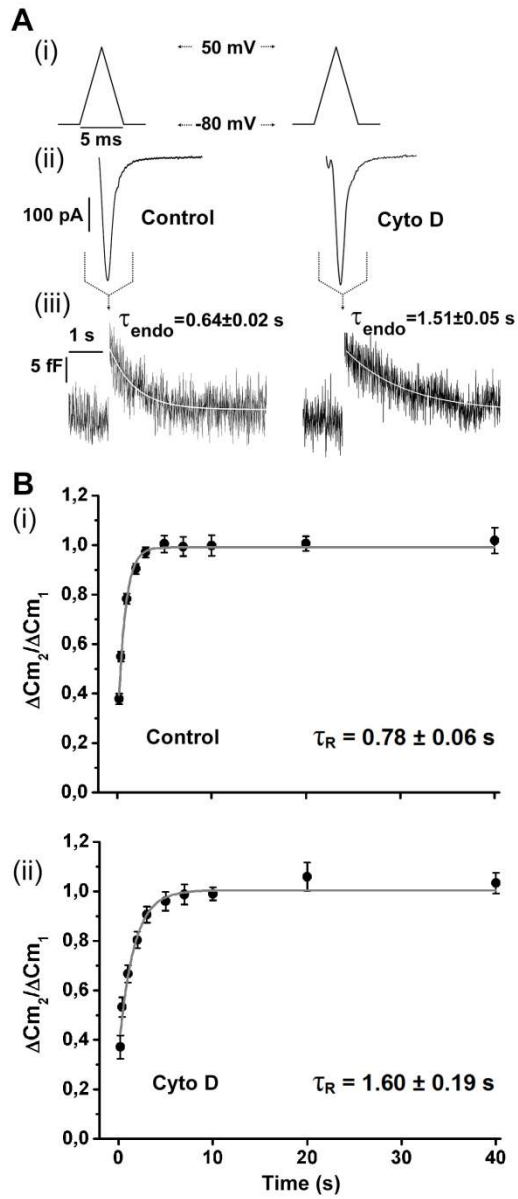 A
(i)
50 mV
-80 mV
5 ms
(ii)
100 pA
Control
Cyto D
(iii)
1 s
5 fF
τendo=0.64±0.02 s
τendo=1.51±0.05 s
B
(i)
1,2
1,0
0,8
0,6
0,4
0,2
0,0
ΔCm2/ΔCm1
Control
τR = 0.78 ± 0.06 s
(ii)
1,2
1,0
0,8
0,6
0,4
0,2
0,0
ΔCm2/ΔCm1
Cyto D
τR = 1.60 ± 0.19 s
0 10 20 30 40
Time (s)